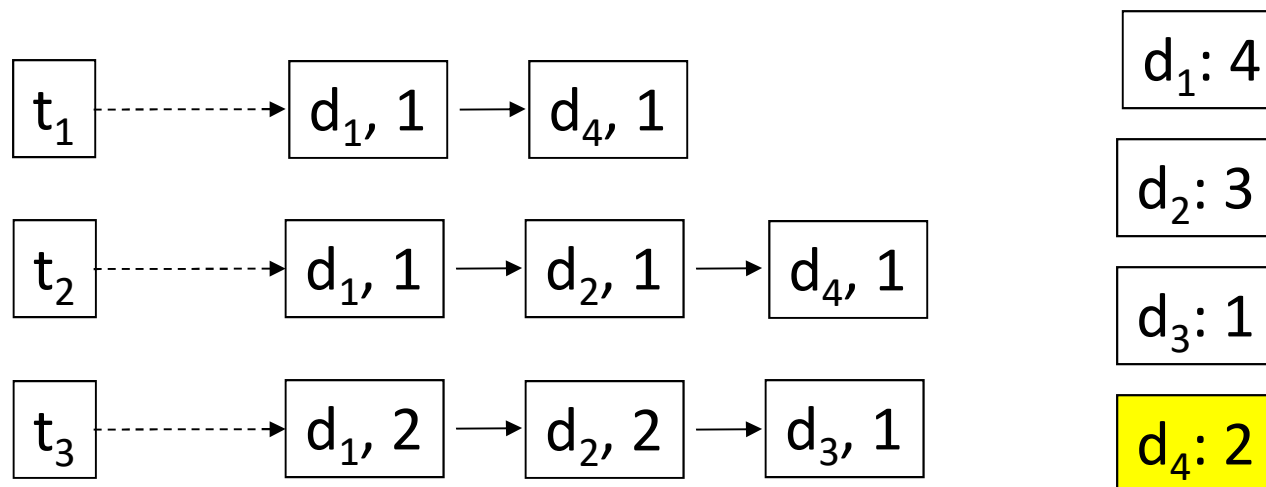 t₁ d₁, 1 d₄, 1
t₂ d₁, 1 d₂, 1 d₄, 1
t₃ d₁, 2 d₂, 2 d₃, 1
d₁: 4
d₂: 3
d₃: 1
d₄: 2